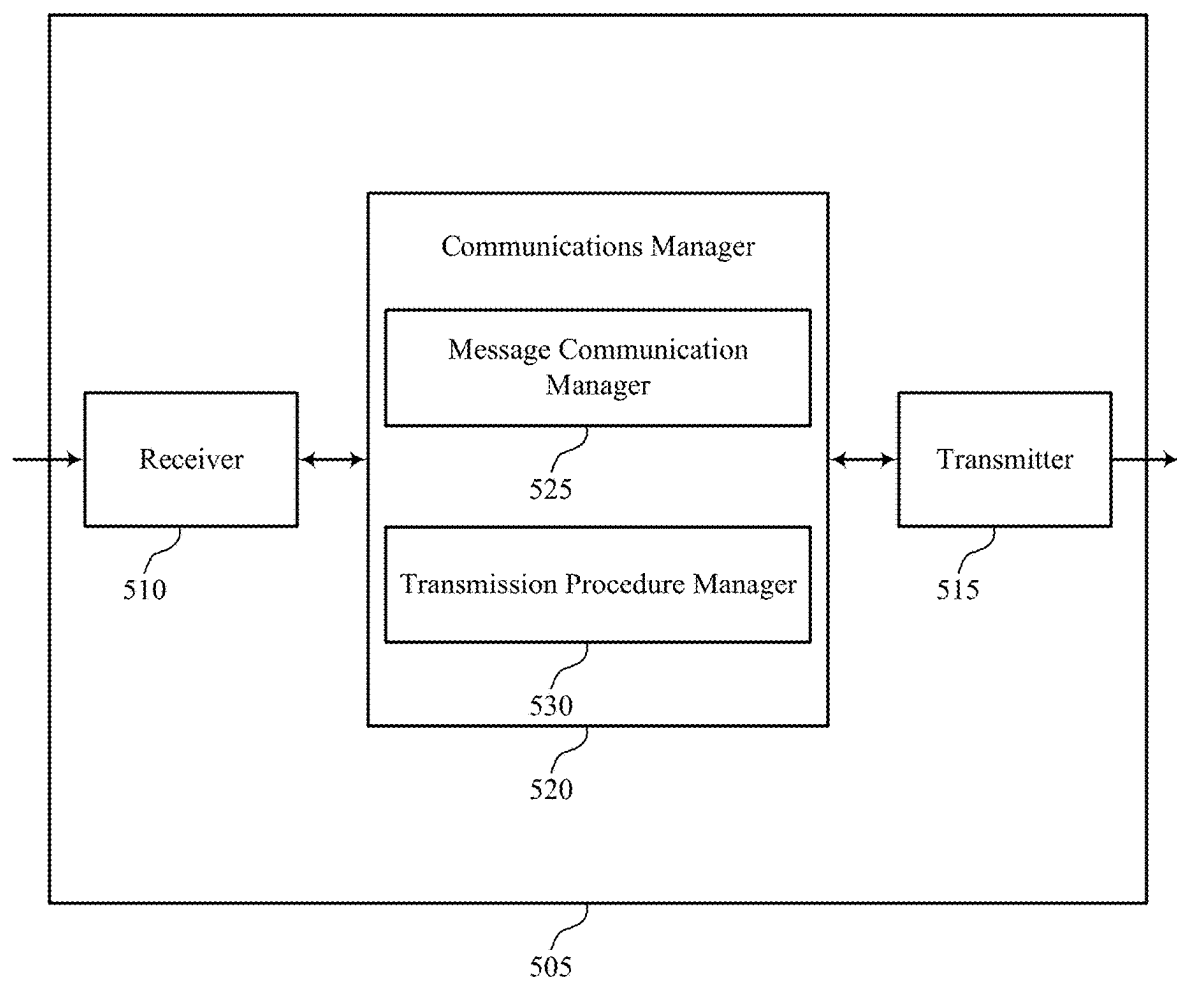 Communications Manager
Message Communication
Manager
525
Receiver
510
Transmitter
515
Transmission Procedure Manager
530
520
505